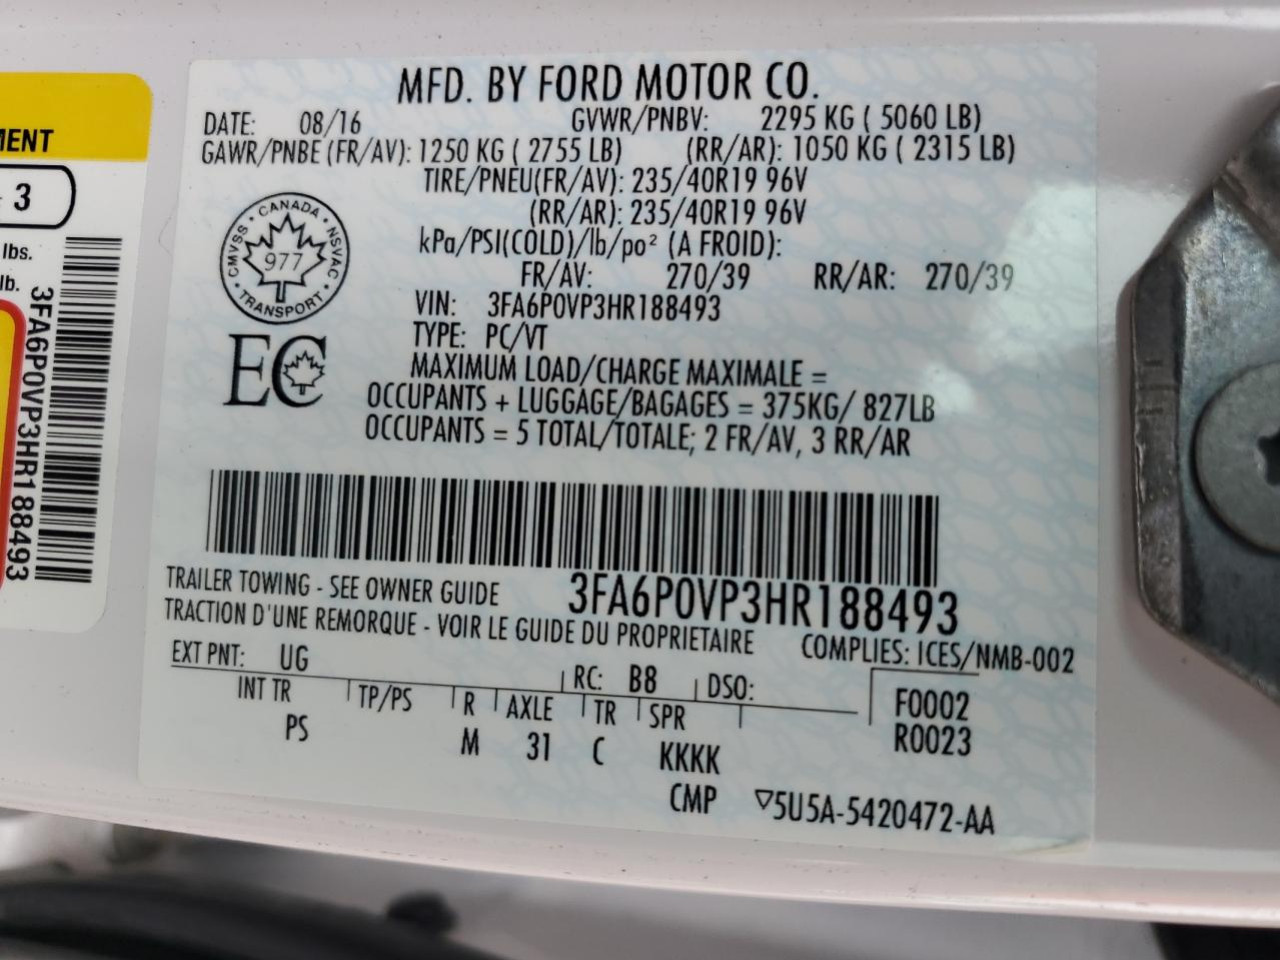 MFD. BY FORD MOTOR CO.
DATE: 08/16 GVWR/PNBV: 2295 KG ( 5060 LB)
GAWR/PNBE (FR/AV): 1250 KG ( 2755 LB) (RR/AR): 1050 KG ( 2315 LB)
TIRE/PNEU(FR/AV): 235/40R19 96V
(RR/AR): 235/40R19 96V
kPa/PSI(COLD)/lb/po² (A FROID):
FR/AV: 270/39 RR/AR: 270/39
VIN: 3FA6P0VP3HR188493
TYPE: PC/VT
MAXIMUM LOAD/CHARGE MAXIMALE =
OCCUPANTS + LUGGAGE/BAGAGES = 375KG/ 827LB
OCCUPANTS = 5 TOTAL/TOTALE; 2 FR/AV, 3 RR/AR
CANADA
CMVSS 977 NSVAC
TRANSPORT
EC
3FA6P0VP3HR188493
TRAILER TOWING - SEE OWNER GUIDE
TRACTION D'UNE REMORQUE - VOIR LE GUIDE DU PROPRIETAIRE
COMPLIES: ICES/NMB-002
EXT PNT: UG RC: B8 DSO:
INT TR TP/PS R AXLE TR SPR F0002
PS M 31 C KKKK R0023
CMP ▽5U5A-5420472-AA
3
lbs.
lb.
3FA6P0VP3HR188493